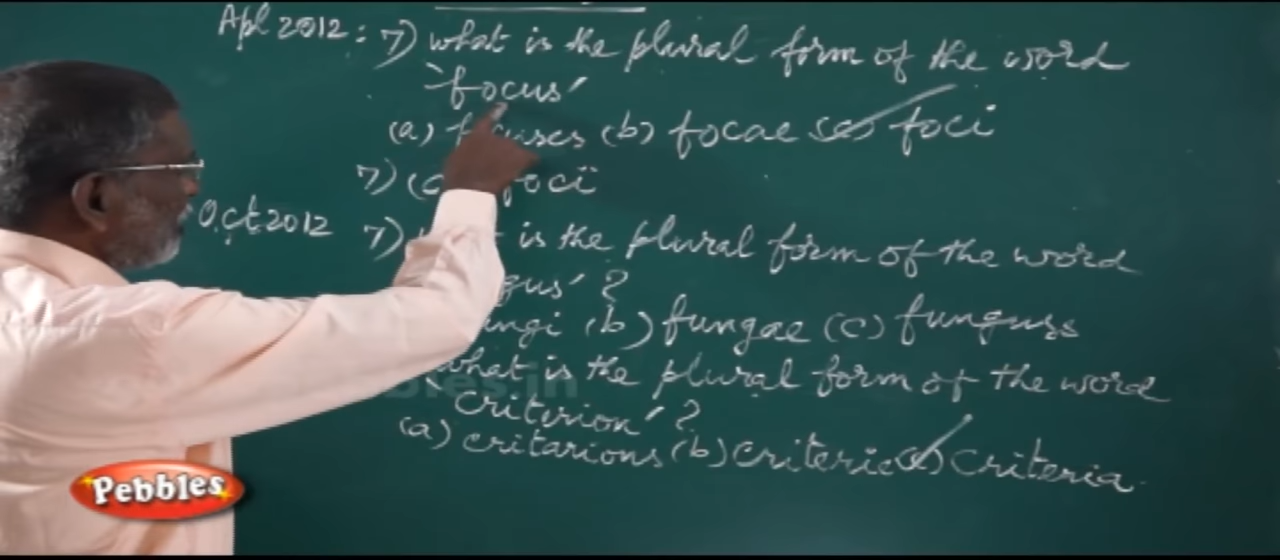 Apl 2012 : 7) what is the plural form of the word
'focus'
(a) focuses (b) focae (c) foci
7) (c) foci
Oct. 2012 7) is the plural form of the word
gus' ?
ngi (b) fungae (c) funguss
what is the plural form of the word
criterion' ?
(a) critarions (b) criteric (c) criteria
Pebbles